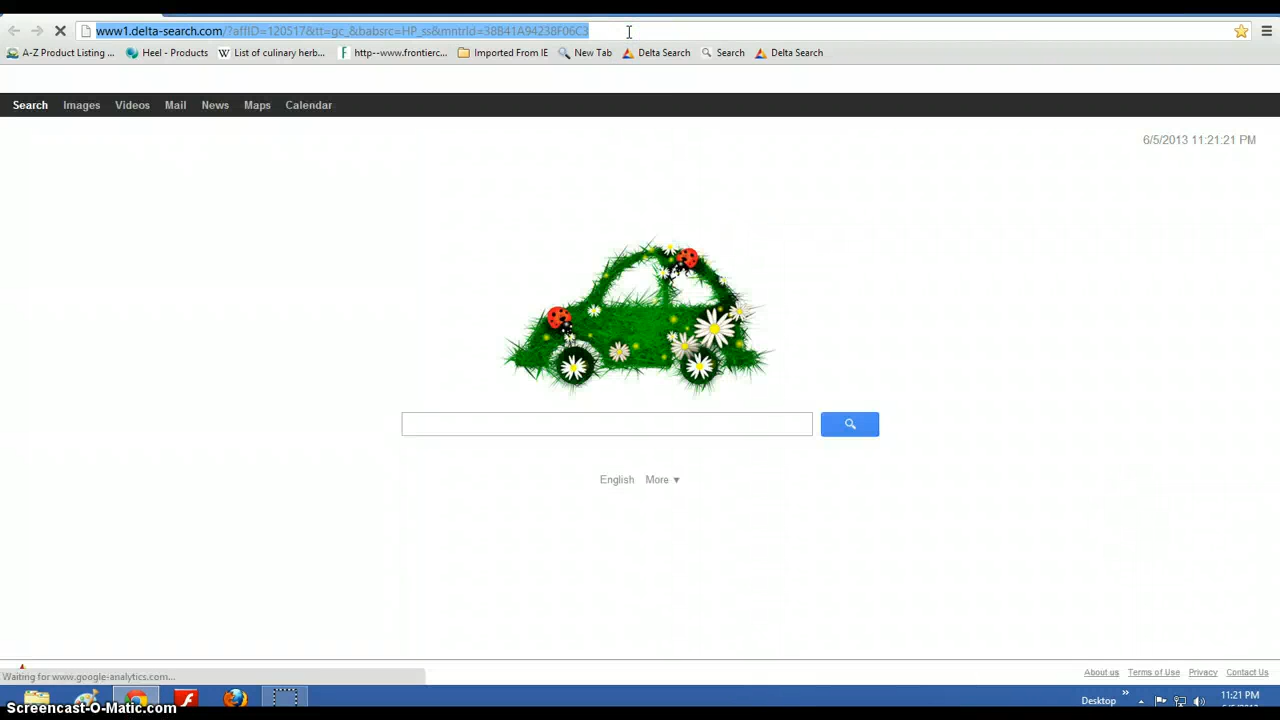 www1.delta-search.com/?affID=120517&tt=gc_&babsrc=HP_ss&mntrId=38B41A94238F06C3
A-Z Product Listing ... Heel - Products List of culinary herb... http--www.frontierc... Imported From IE New Tab Delta Search Search Delta Search
Search Images Videos Mail News Maps Calendar
6/5/2013 11:21:21 PM
English More ▼
About us Terms of Use Privacy Contact Us
Waiting for www.google-analytics.com...
Desktop » 11:21 PM
Screencast-O-Matic.com